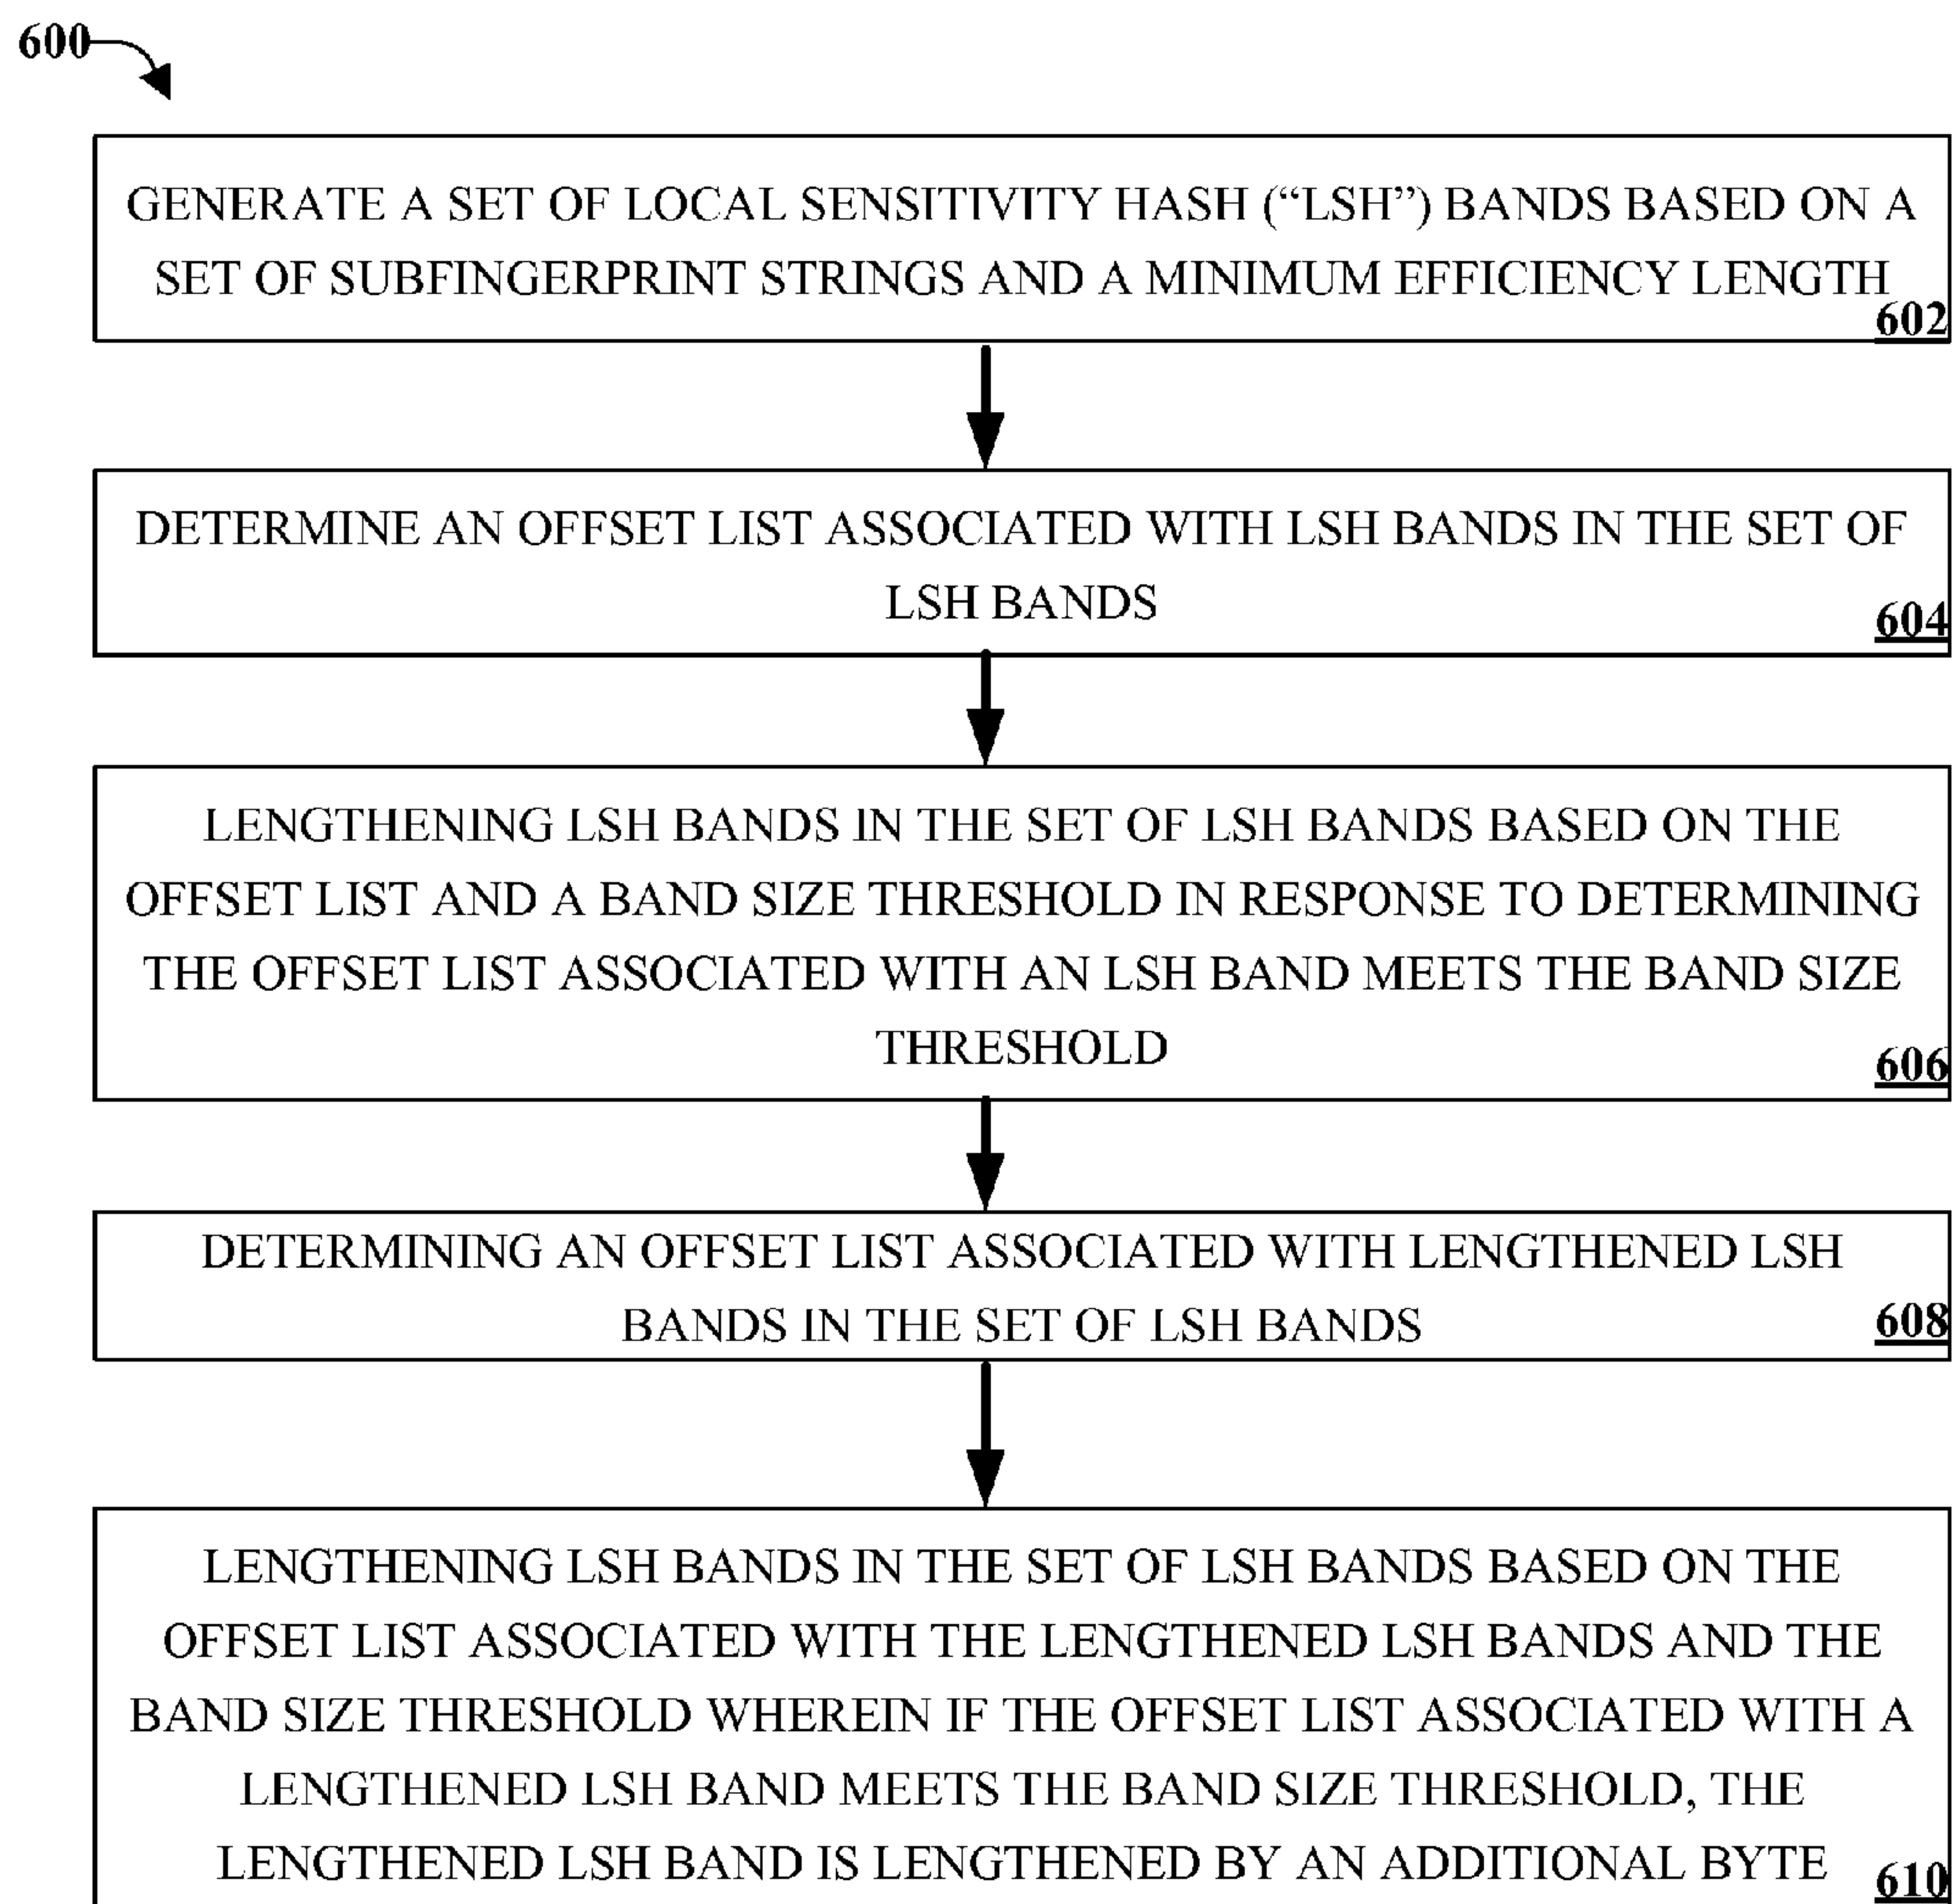 600
GENERATE A SET OF LOCAL SENSITIVITY HASH (“LSH”) BANDS BASED ON A
SET OF SUBFINGERPRINT STRINGS AND A MINIMUM EFFICIENCY LENGTH
602
DETERMINE AN OFFSET LIST ASSOCIATED WITH LSH BANDS IN THE SET OF
LSH BANDS
604
LENGTHENING LSH BANDS IN THE SET OF LSH BANDS BASED ON THE
OFFSET LIST AND A BAND SIZE THRESHOLD IN RESPONSE TO DETERMINING
THE OFFSET LIST ASSOCIATED WITH AN LSH BAND MEETS THE BAND SIZE
THRESHOLD
606
DETERMINING AN OFFSET LIST ASSOCIATED WITH LENGTHENED LSH
BANDS IN THE SET OF LSH BANDS
608
LENGTHENING LSH BANDS IN THE SET OF LSH BANDS BASED ON THE
OFFSET LIST ASSOCIATED WITH THE LENGTHENED LSH BANDS AND THE
BAND SIZE THRESHOLD WHEREIN IF THE OFFSET LIST ASSOCIATED WITH A
LENGTHENED LSH BAND MEETS THE BAND SIZE THRESHOLD, THE
LENGTHENED LSH BAND IS LENGTHENED BY AN ADDITIONAL BYTE
610